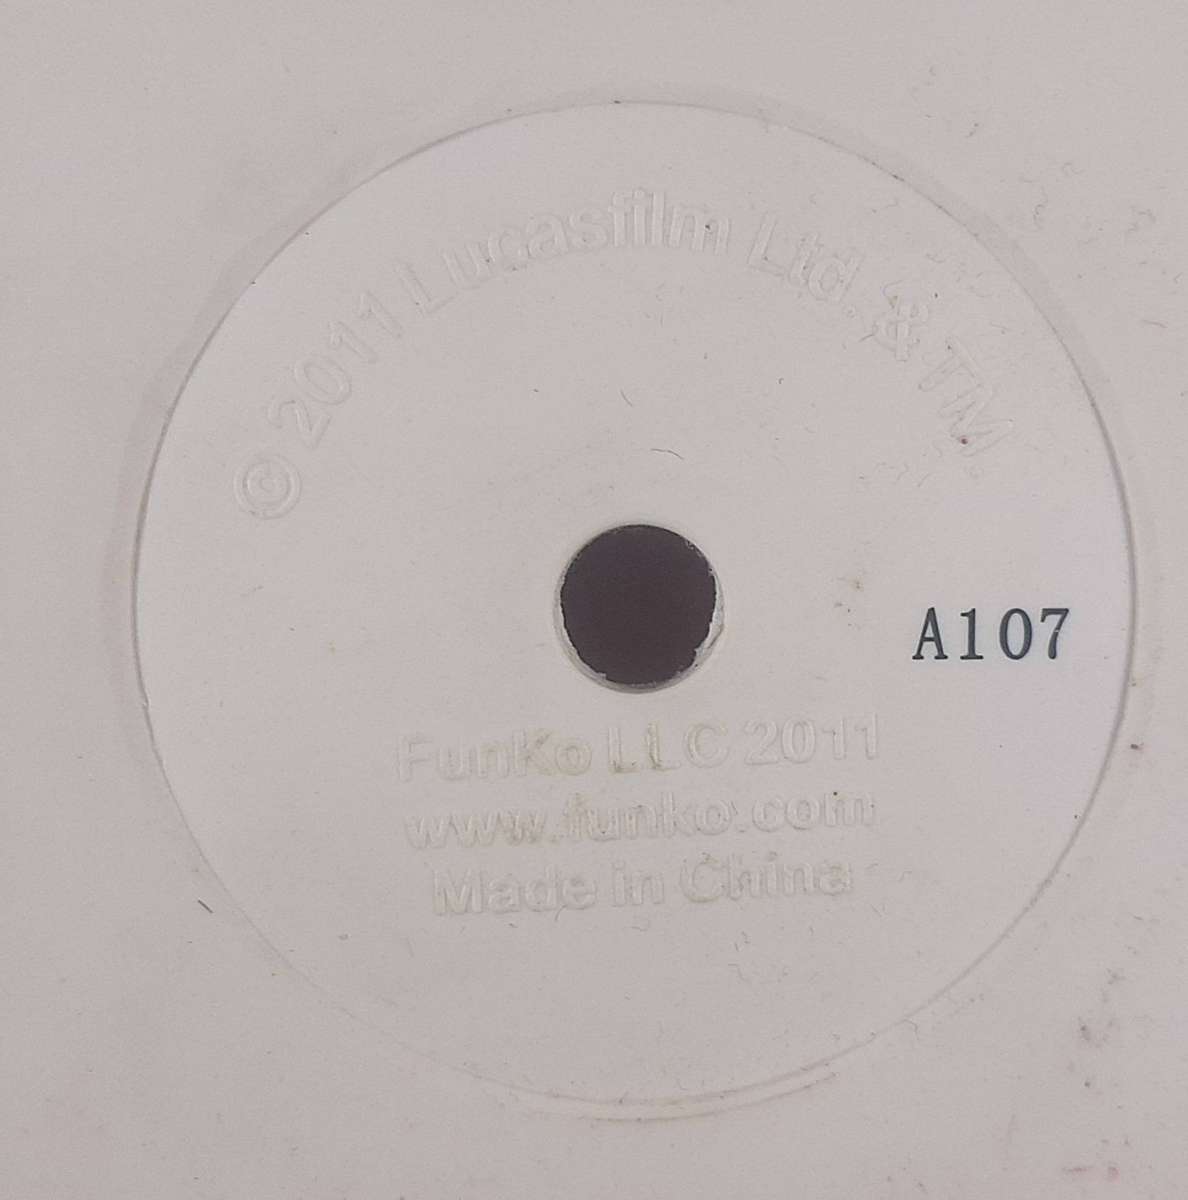 © 2011 Lucasfilm Ltd. & TM.
A107
FunKo LLC 2011
www.funko.com
Made in China